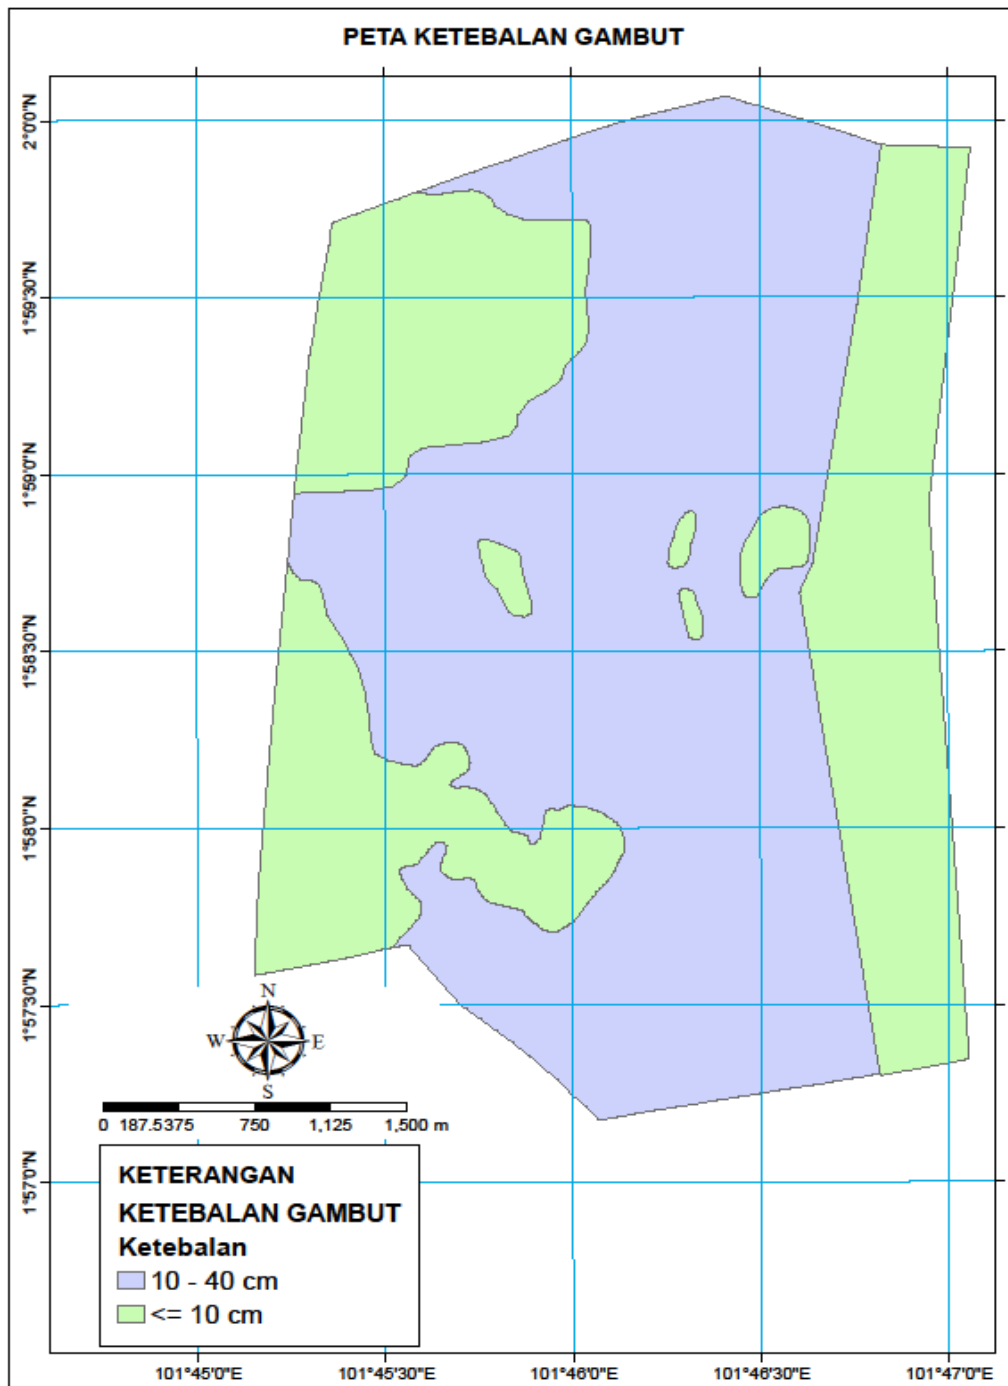 PETA KETEBALAN GAMBUT
2°0'0"N
1°59'30"N
1°59'0"N
1°58'30"N
1°58'0"N
1°57'30"N
1°57'0"N
N
W E
S
0 187.5375 750 1,125 1,500 m
KETERANGAN
KETEBALAN GAMBUT
Ketebalan
10 - 40 cm
<= 10 cm
101°45'0"E 101°45'30"E 101°46'0"E 101°46'30"E 101°47'0"E